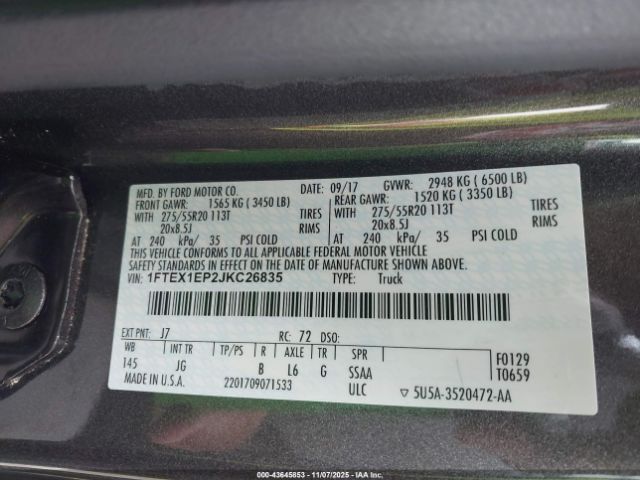 MFD. BY FORD MOTOR CO. DATE: 09/17 GVWR: 2948 KG ( 6500 LB)
FRONT GAWR: 1565 KG ( 3450 LB) REAR GAWR: 1520 KG ( 3350 LB)
WITH 275/55R20 113T TIRES WITH 275/55R20 113T TIRES
20x8.5J RIMS 20x8.5J RIMS
AT 240 kPa/ 35 PSI COLD AT 240 kPa/ 35 PSI COLD
THIS VEHICLE CONFORMS TO ALL APPLICABLE FEDERAL MOTOR VEHICLE
SAFETY AND THEFT PREVENTION STANDARDS IN EFFECT ON THE DATE OF MANUFACTURE SHOWN ABOVE.
VIN: 1FTEX1EP2JKC26835 TYPE: Truck
EXT PNT: J7 RC: 72 DSO:
WB INT TR TP/PS R AXLE TR SPR F0129
145 JG B L6 G SSAA T0659
MADE IN U.S.A. 2201709071533 ULC 5U5A-3520472-AA
000-43645853 - 11/07/2025 - IAA Inc.